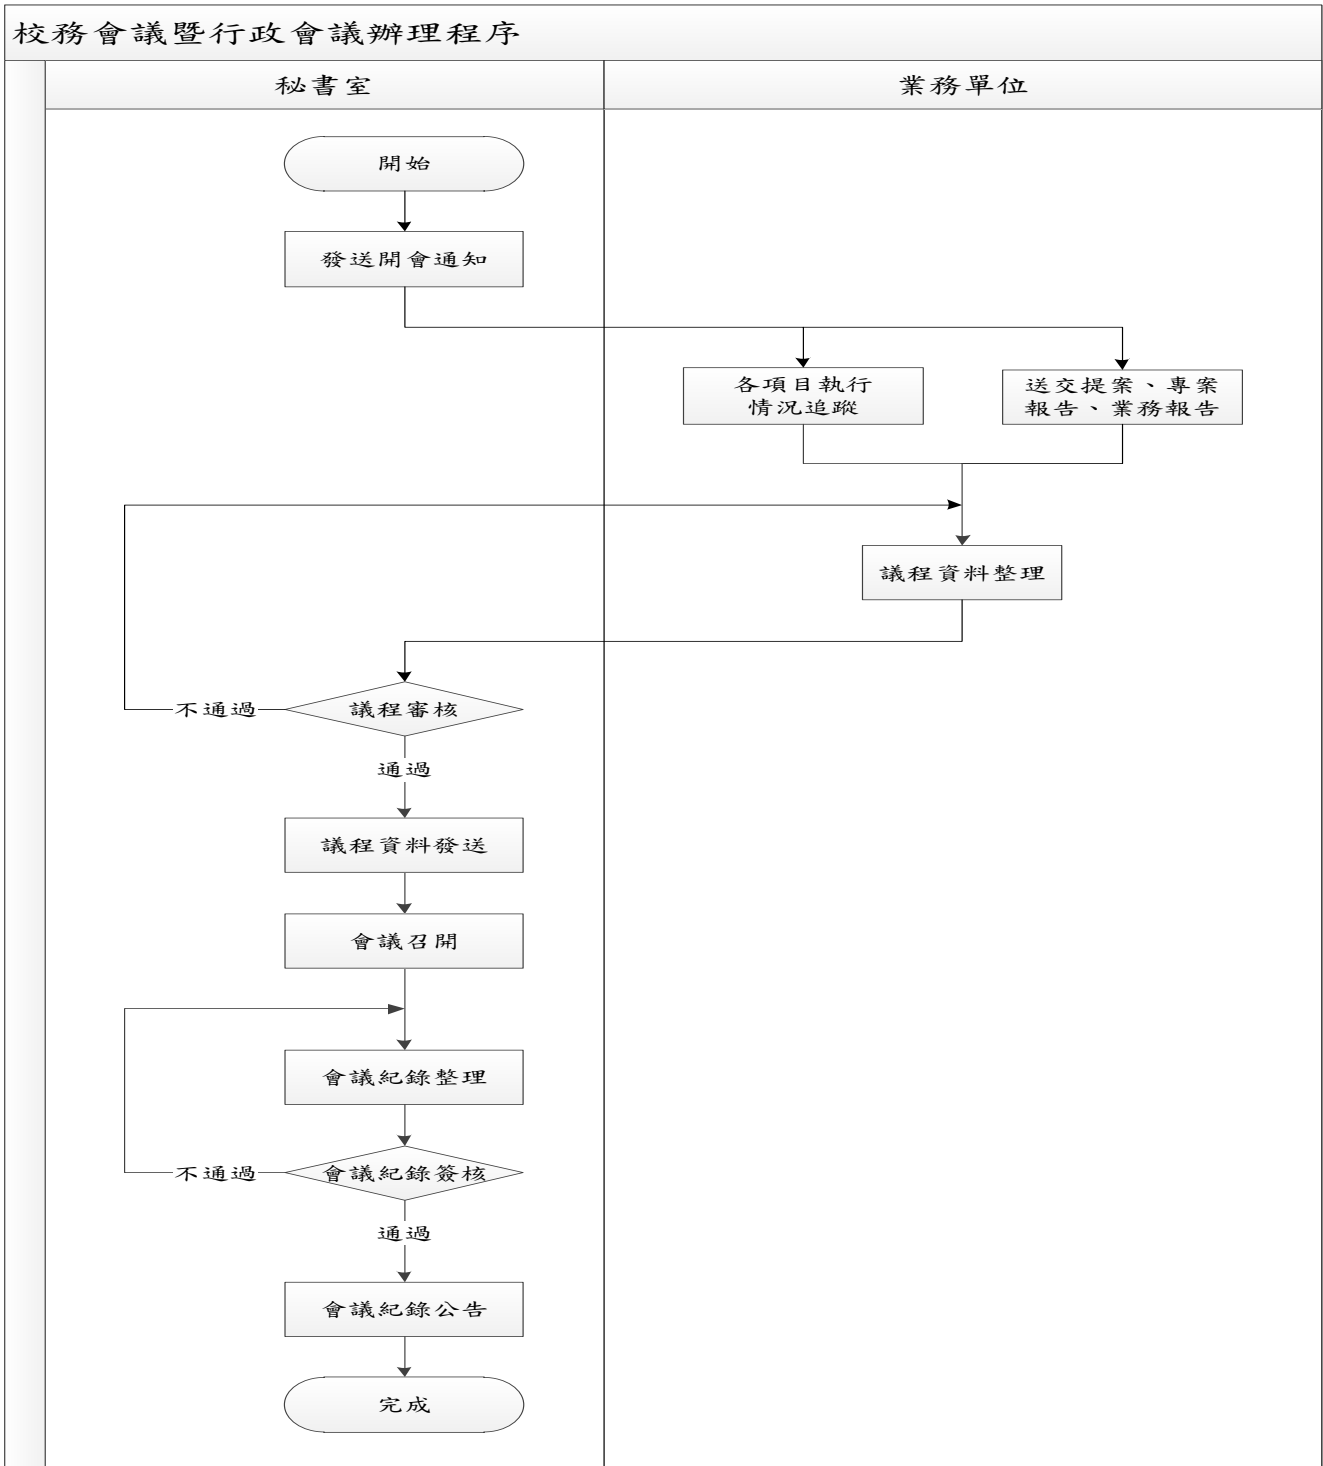 校務會議暨行政會議辦理程序
秘書室
業務單位
開始
發送開會通知
各項目執行
情況追蹤
送交提案、專案
報告、業務報告
議程資料整理
議程審核
不通過
通過
議程資料發送
會議召開
會議紀錄整理
會議紀錄簽核
不通過
通過
會議紀錄公告
完成